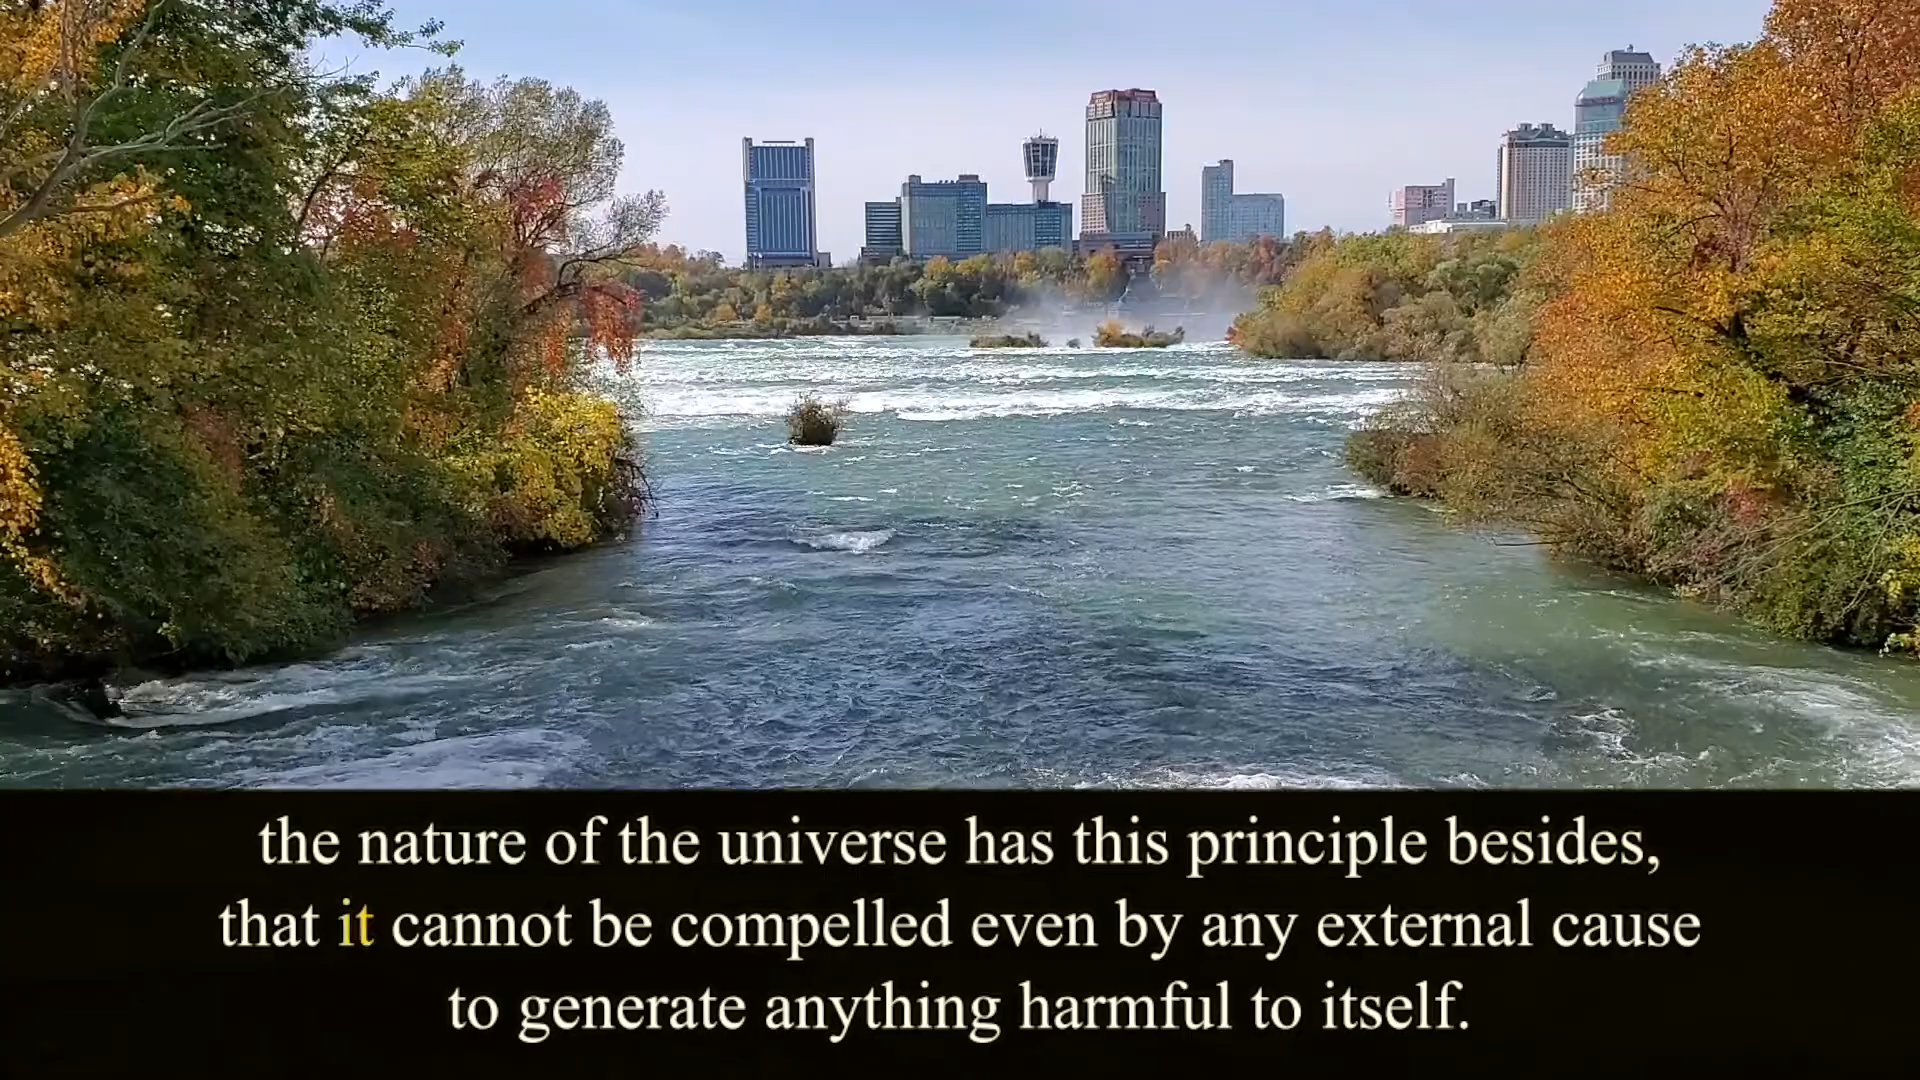 the nature of the universe has this principle besides,
that it cannot be compelled even by any external cause
to generate anything harmful to itself.